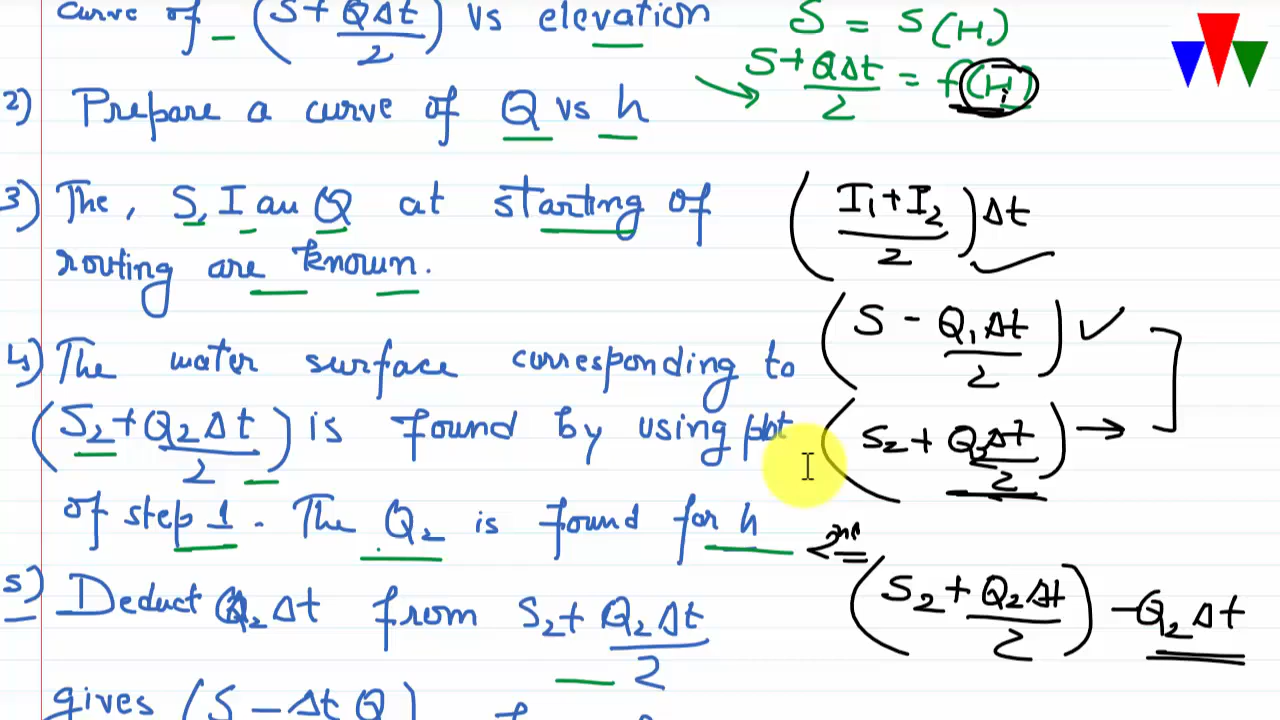 curve of (S + QΔt/2) vs elevation
2) Prepare a curve of Q vs h
3) The, S, I au Q at starting of
routing are known.
4) The water surface corresponding to
(S₂ + Q₂Δt/2) is found by using plot
of step 1. The Q₂ is found for h
5) Deduct Q₂Δt from S₂ + Q₂Δt/2
gives (S - Δt Q)
S = S(H)
S + QΔt/2 = f(H)
(I₁ + I₂/2) Δt
(S - Q₁Δt/2) ✓
(S₂ + Q₂Δt/2) →
2nd
(S₂ + Q₂Δt/2) - Q₂Δt